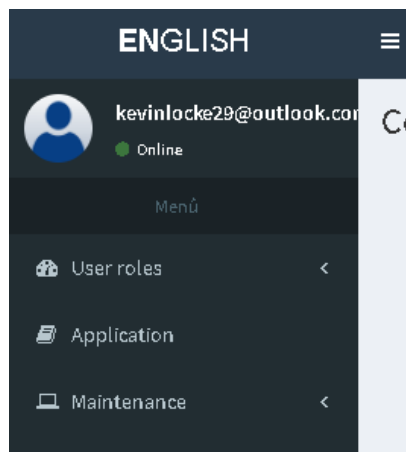 ENGLISH
kevinlocke29@outlook.co
Online
Menú
User roles
Application
Maintenance